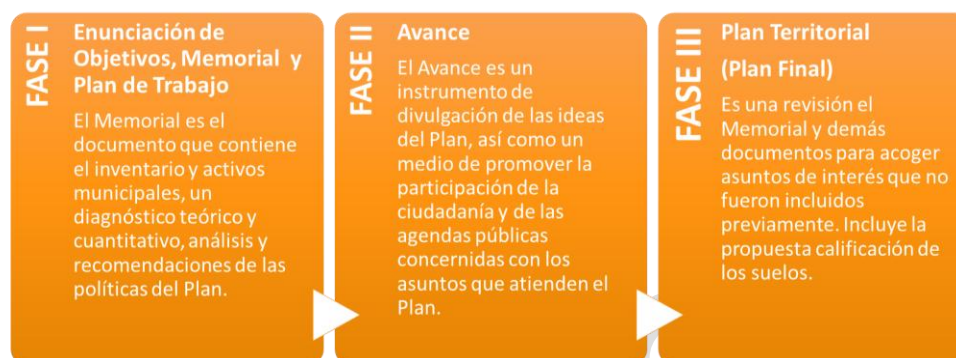 FASE I
Enunciación de
Objetivos, Memorial y
Plan de Trabajo
El Memorial es el
documento que contiene
el inventario y activos
municipales, un
diagnóstico teórico y
cuantitativo, análisis y
recomendaciones de las
políticas del Plan.
FASE II
Avance
El Avance es un
instrumento de
divulgación de las ideas
del Plan, así como un
medio de promover la
participación de la
ciudadanía y de las
agendas públicas
concernidas con los
asuntos que atienden el
Plan.
FASE III
Plan Territorial
(Plan Final)
Es una revisión el
Memorial y demás
documentos para acoger
asuntos de interés que no
fueron incluidos
previamente. Incluye la
propuesta calificación de
los suelos.